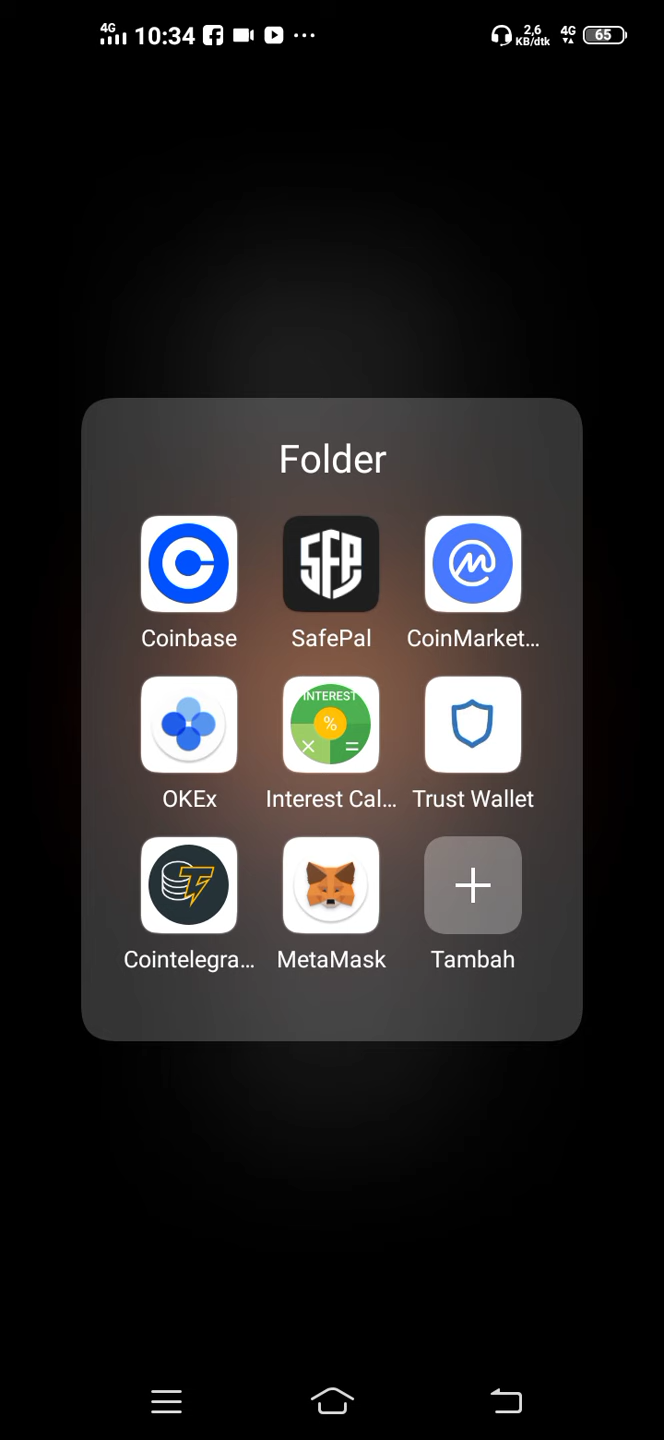 4G 10:34 2,6 KB/dtk 4G 65
Folder
Coinbase SafePal CoinMarket...
INTEREST
%
OKEx Interest Cal... Trust Wallet
Cointelegra... MetaMask Tambah